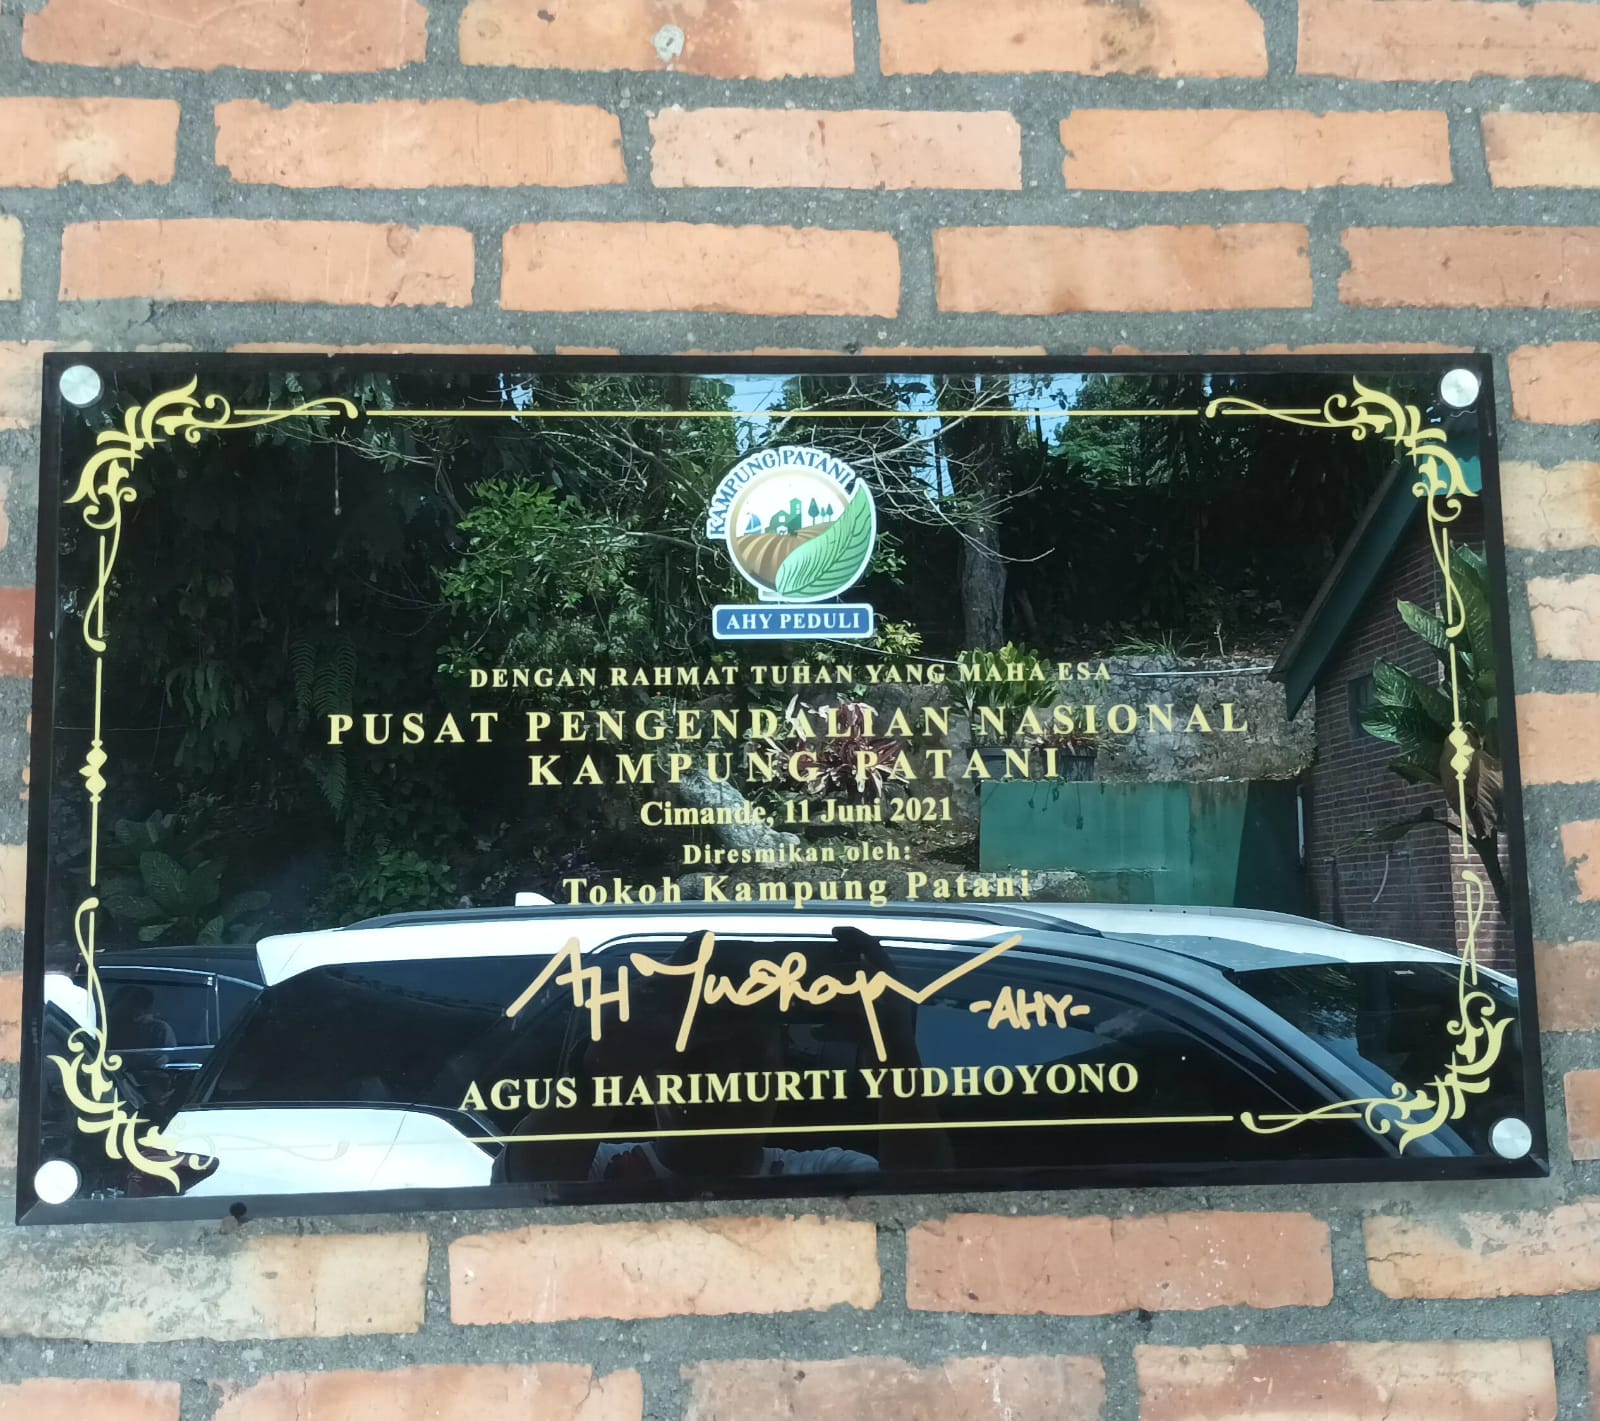 KAMPUNG PATANI
AHY PEDULI
DENGAN RAHMAT TUHAN YANG MAHA ESA
PUSAT PENGENDALIAN NASIONAL
KAMPUNG PATANI
Cimande, 11 Juni 2021
Diresmikan oleh:
Tokoh Kampung Patani
AHYudhoyono -AHY-
AGUS HARIMURTI YUDHOYONO